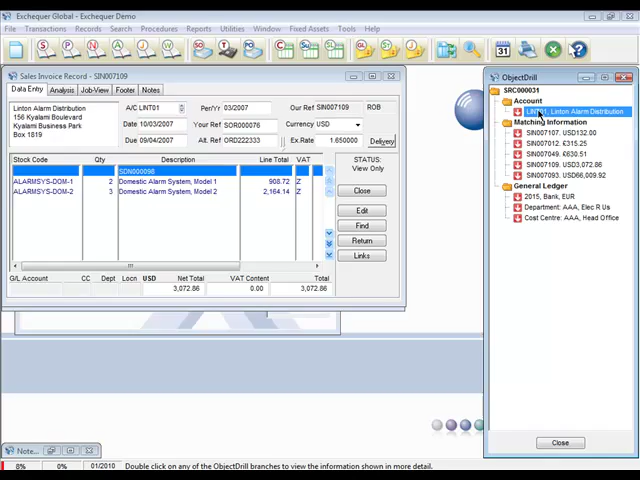 Exchequer Global - Exchequer Demo
File Transactions Records Search Procedures Reports Utilities Window Fixed Assets Tools Help
Sales Invoice Record - SIN007109
Data Entry Analysis Job-View Footer Notes
Linton Alarm Distribution
156 Kyalami Boulevard
Kyalami Business Park
Box 1819
A/C LINT01 Per/Yr 03/2007 Our Ref SIN007109 ROB
Date 10/03/2007 Your Ref SOR000076 Currency USD
Due 09/04/2007 Alt. Ref ORD222333 Ex.Rate 1.650000 Delivery
Stock Code Qty Description Line Total VAT
SDN000098
ALARMSYS-DOM-1 2 Domestic Alarm System, Model 1 908.72 Z
ALARMSYS-DOM-2 3 Domestic Alarm System, Model 2 2,164.14 Z
STATUS:
View Only
Close
Edit
Find
Return
Links
G/L Account CC Dept Locn USD Net Total VAT Content Total
3,072.86 0.00 3,072.86
ObjectDrill
SRC000031
Account
LINT01, Linton Alarm Distribution
Matching Information
SIN007107. USD132.00
SIN007012. £315.25
SIN007049. €630.51
SIN007109. USD3,072.86
SIN007093. USD66,009.92
General Ledger
2015, Bank, EUR
Department: AAA, Elec R Us
Cost Centre: AAA, Head Office
Close
Note...
8% 0% 01/2010 Double click on any of the ObjectDrill branches to view the information shown in more detail.